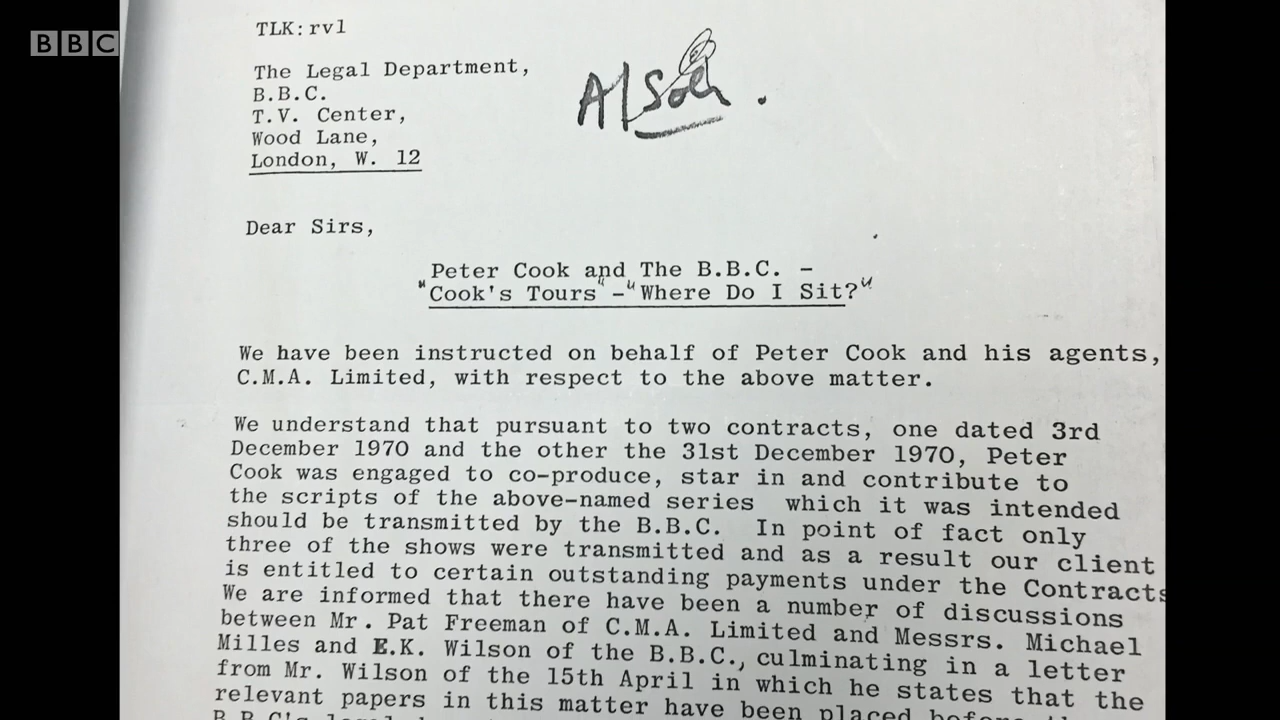 BBC
TLK:rvl
The Legal Department,
B.B.C.
T.V. Center,
Wood Lane,
London, W. 12
A/Solr.
Dear Sirs,
Peter Cook and The B.B.C. -
"Cook's Tours" - "Where Do I Sit?"
We have been instructed on behalf of Peter Cook and his agents,
C.M.A. Limited, with respect to the above matter.
We understand that pursuant to two contracts, one dated 3rd
December 1970 and the other the 31st December 1970, Peter
Cook was engaged to co-produce, star in and contribute to
the scripts of the above-named series which it was intended
should be transmitted by the B.B.C. In point of fact only
three of the shows were transmitted and as a result our client
is entitled to certain outstanding payments under the Contracts
We are informed that there have been a number of discussions
between Mr. Pat Freeman of C.M.A. Limited and Messrs. Michael
Milles and E.K. Wilson of the B.B.C., culminating in a letter
from Mr. Wilson of the 15th April in which he states that the
relevant papers in this matter have been placed before
B.B.C's legal